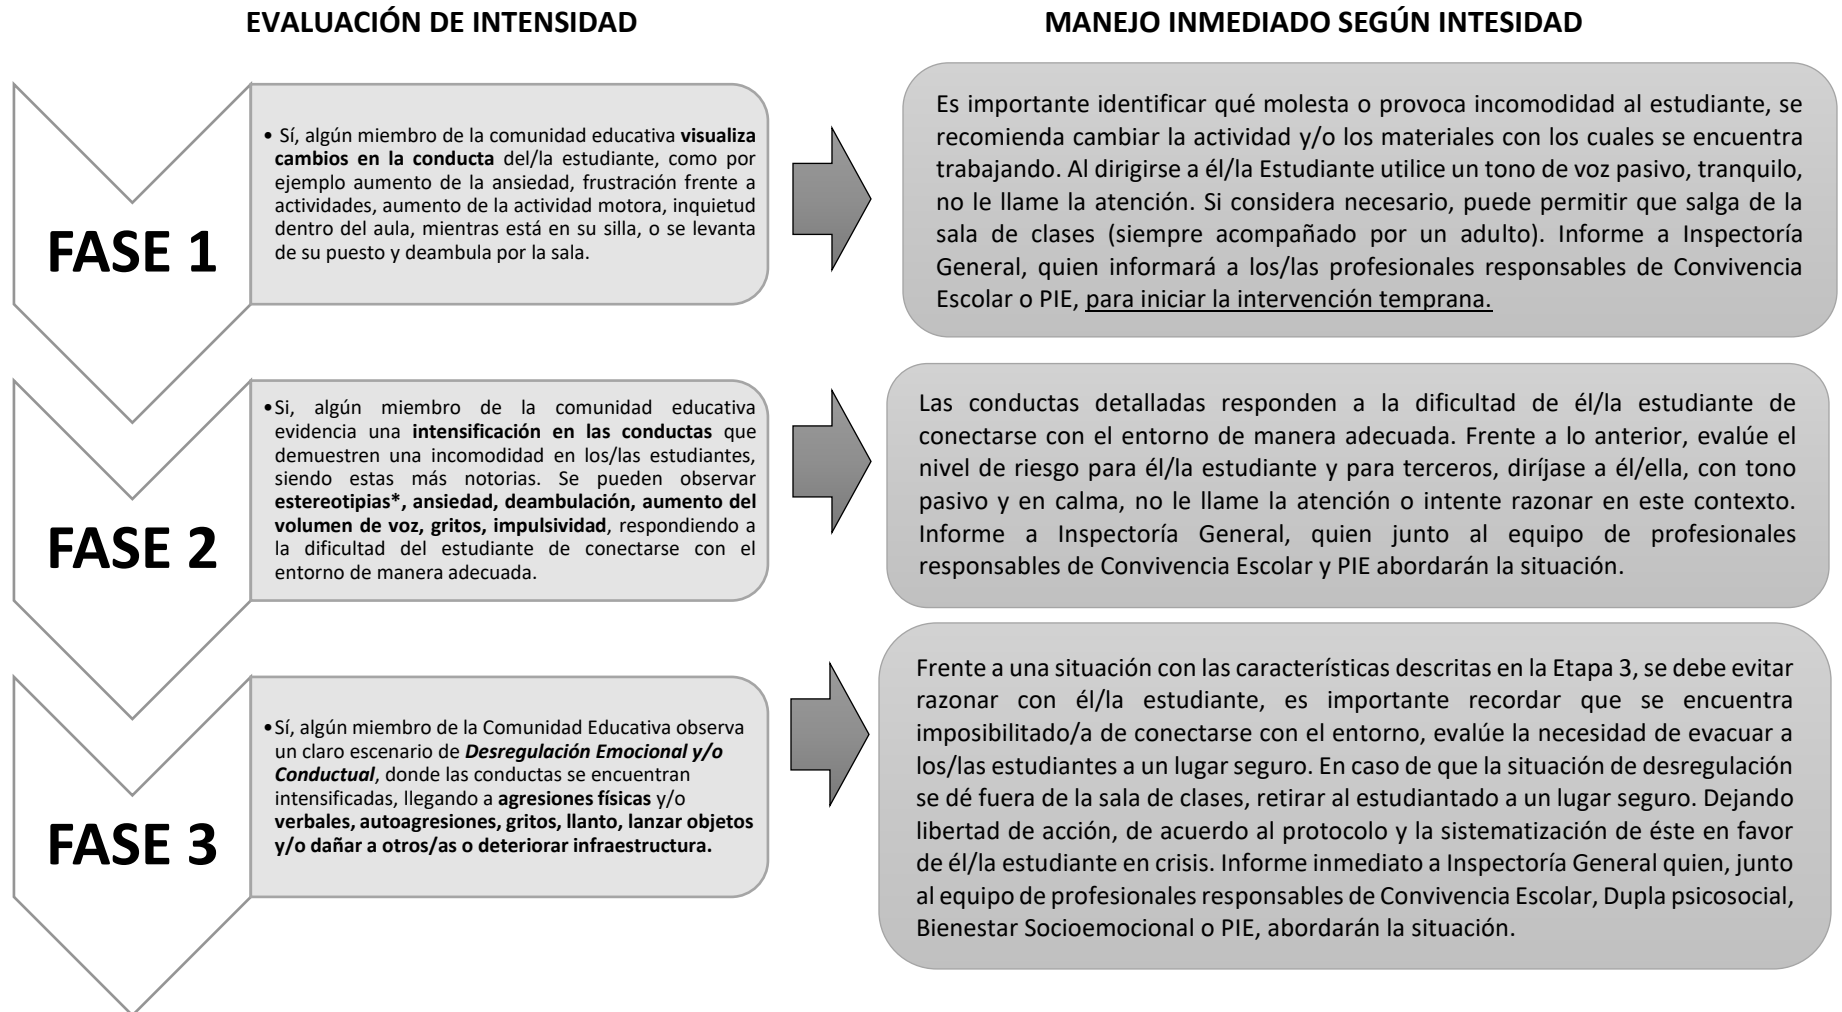 EVALUACIÓN DE INTENSIDAD
MANEJO INMEDIATO SEGÚN INTESIDAD
FASE 1
• Sí, algún miembro de la comunidad educativa visualiza
cambios en la conducta del/la estudiante, como por
ejemplo aumento de la ansiedad, frustración frente a
actividades, aumento de la actividad motora, inquietud
dentro del aula, mientras está en su silla, o se levanta
de su puesto y deambula por la sala.
Es importante identificar qué molesta o provoca incomodidad al estudiante, se
recomienda cambiar la actividad y/o los materiales con los cuales se encuentra
trabajando. Al dirigirse a él/la Estudiante utilice un tono de voz pasivo, tranquilo,
no le llame la atención. Si considera necesario, puede permitir que salga de la
sala de clases (siempre acompañado por un adulto). Informe a Inspectoría
General, quien informará a los/las profesionales responsables de Convivencia
Escolar o PIE, para iniciar la intervención temprana.
FASE 2
•Si, algún miembro de la comunidad educativa
evidencia una intensificación en las conductas que
demuestren una incomodidad en los/las estudiantes,
siendo estas más notorias. Se pueden observar
estereotipias*, ansiedad, deambulación, aumento del
volumen de voz, gritos, impulsividad, respondiendo a
la dificultad del estudiante de conectarse con el
entorno de manera adecuada.
Las conductas detalladas responden a la dificultad de él/la estudiante de
conectarse con el entorno de manera adecuada. Frente a lo anterior, evalúe el
nivel de riesgo para él/la estudiante y para terceros, diríjase a él/ella, con tono
pasivo y en calma, no le llame la atención o intente razonar en este contexto.
Informe a Inspectoría General, quien junto al equipo de profesionales
responsables de Convivencia Escolar y PIE abordarán la situación.
FASE 3
•Sí, algún miembro de la Comunidad Educativa observa
un claro escenario de Desregulación Emocional y/o
Conductual, donde las conductas se encuentran
intensificadas, llegando a agresiones físicas y/o
verbales, autoagresiones, gritos, llanto, lanzar objetos
y/o dañar a otros/as o deteriorar infraestructura.
Frente a una situación con las características descritas en la Etapa 3, se debe evitar
razonar con él/la estudiante, es importante recordar que se encuentra
imposibilitado/a de conectarse con el entorno, evalúe la necesidad de evacuar a
los/las estudiantes a un lugar seguro. En caso de que la situación de desregulación
se dé fuera de la sala de clases, retirar al estudiantado a un lugar seguro. Dejando
libertad de acción, de acuerdo al protocolo y la sistematización de éste en favor
de él/la estudiante en crisis. Informe inmediato a Inspectoría General quien, junto
al equipo de profesionales responsables de Convivencia Escolar, Dupla psicosocial,
Bienestar Socioemocional o PIE, abordarán la situación.